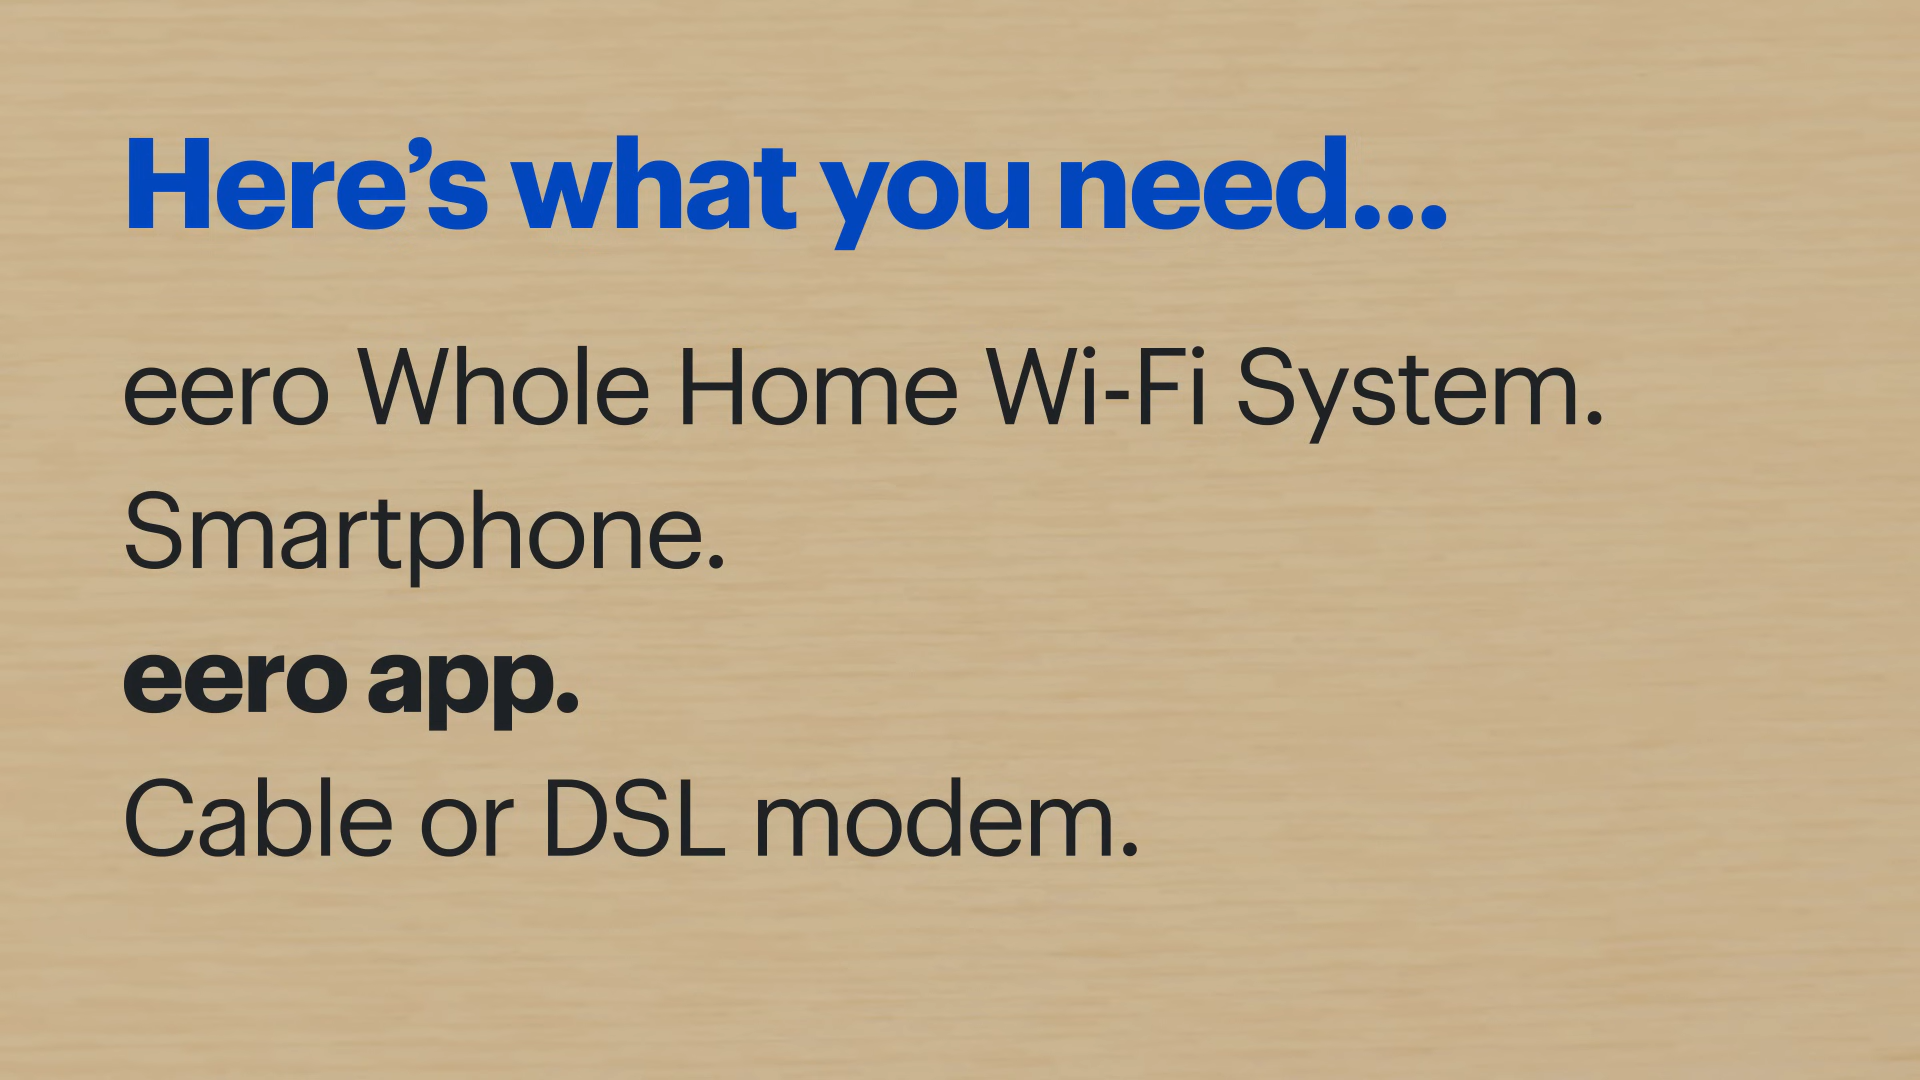 Here’s what you need...
eero Whole Home Wi-Fi System.
Smartphone.
eero app.
Cable or DSL modem.